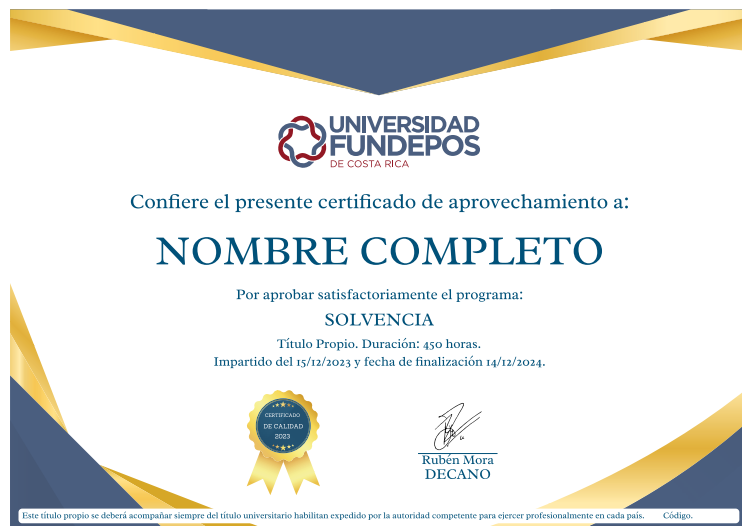 UNIVERSIDAD
FUNDEPOS
DE COSTA RICA
Confiere el presente certificado de aprovechamiento a:
NOMBRE COMPLETO
Por aprobar satisfactoriamente el programa:
SOLVENCIA
Título Propio. Duración: 450 horas.
Impartido del 15/12/2023 y fecha de finalización 14/12/2024.
CERTIFICADO
DE CALIDAD
2023
Rubén Mora
DECANO
Este título propio se deberá acompañar siempre del título universitario habilitan expedido por la autoridad competente para ejercer profesionalmente en cada país. Código.